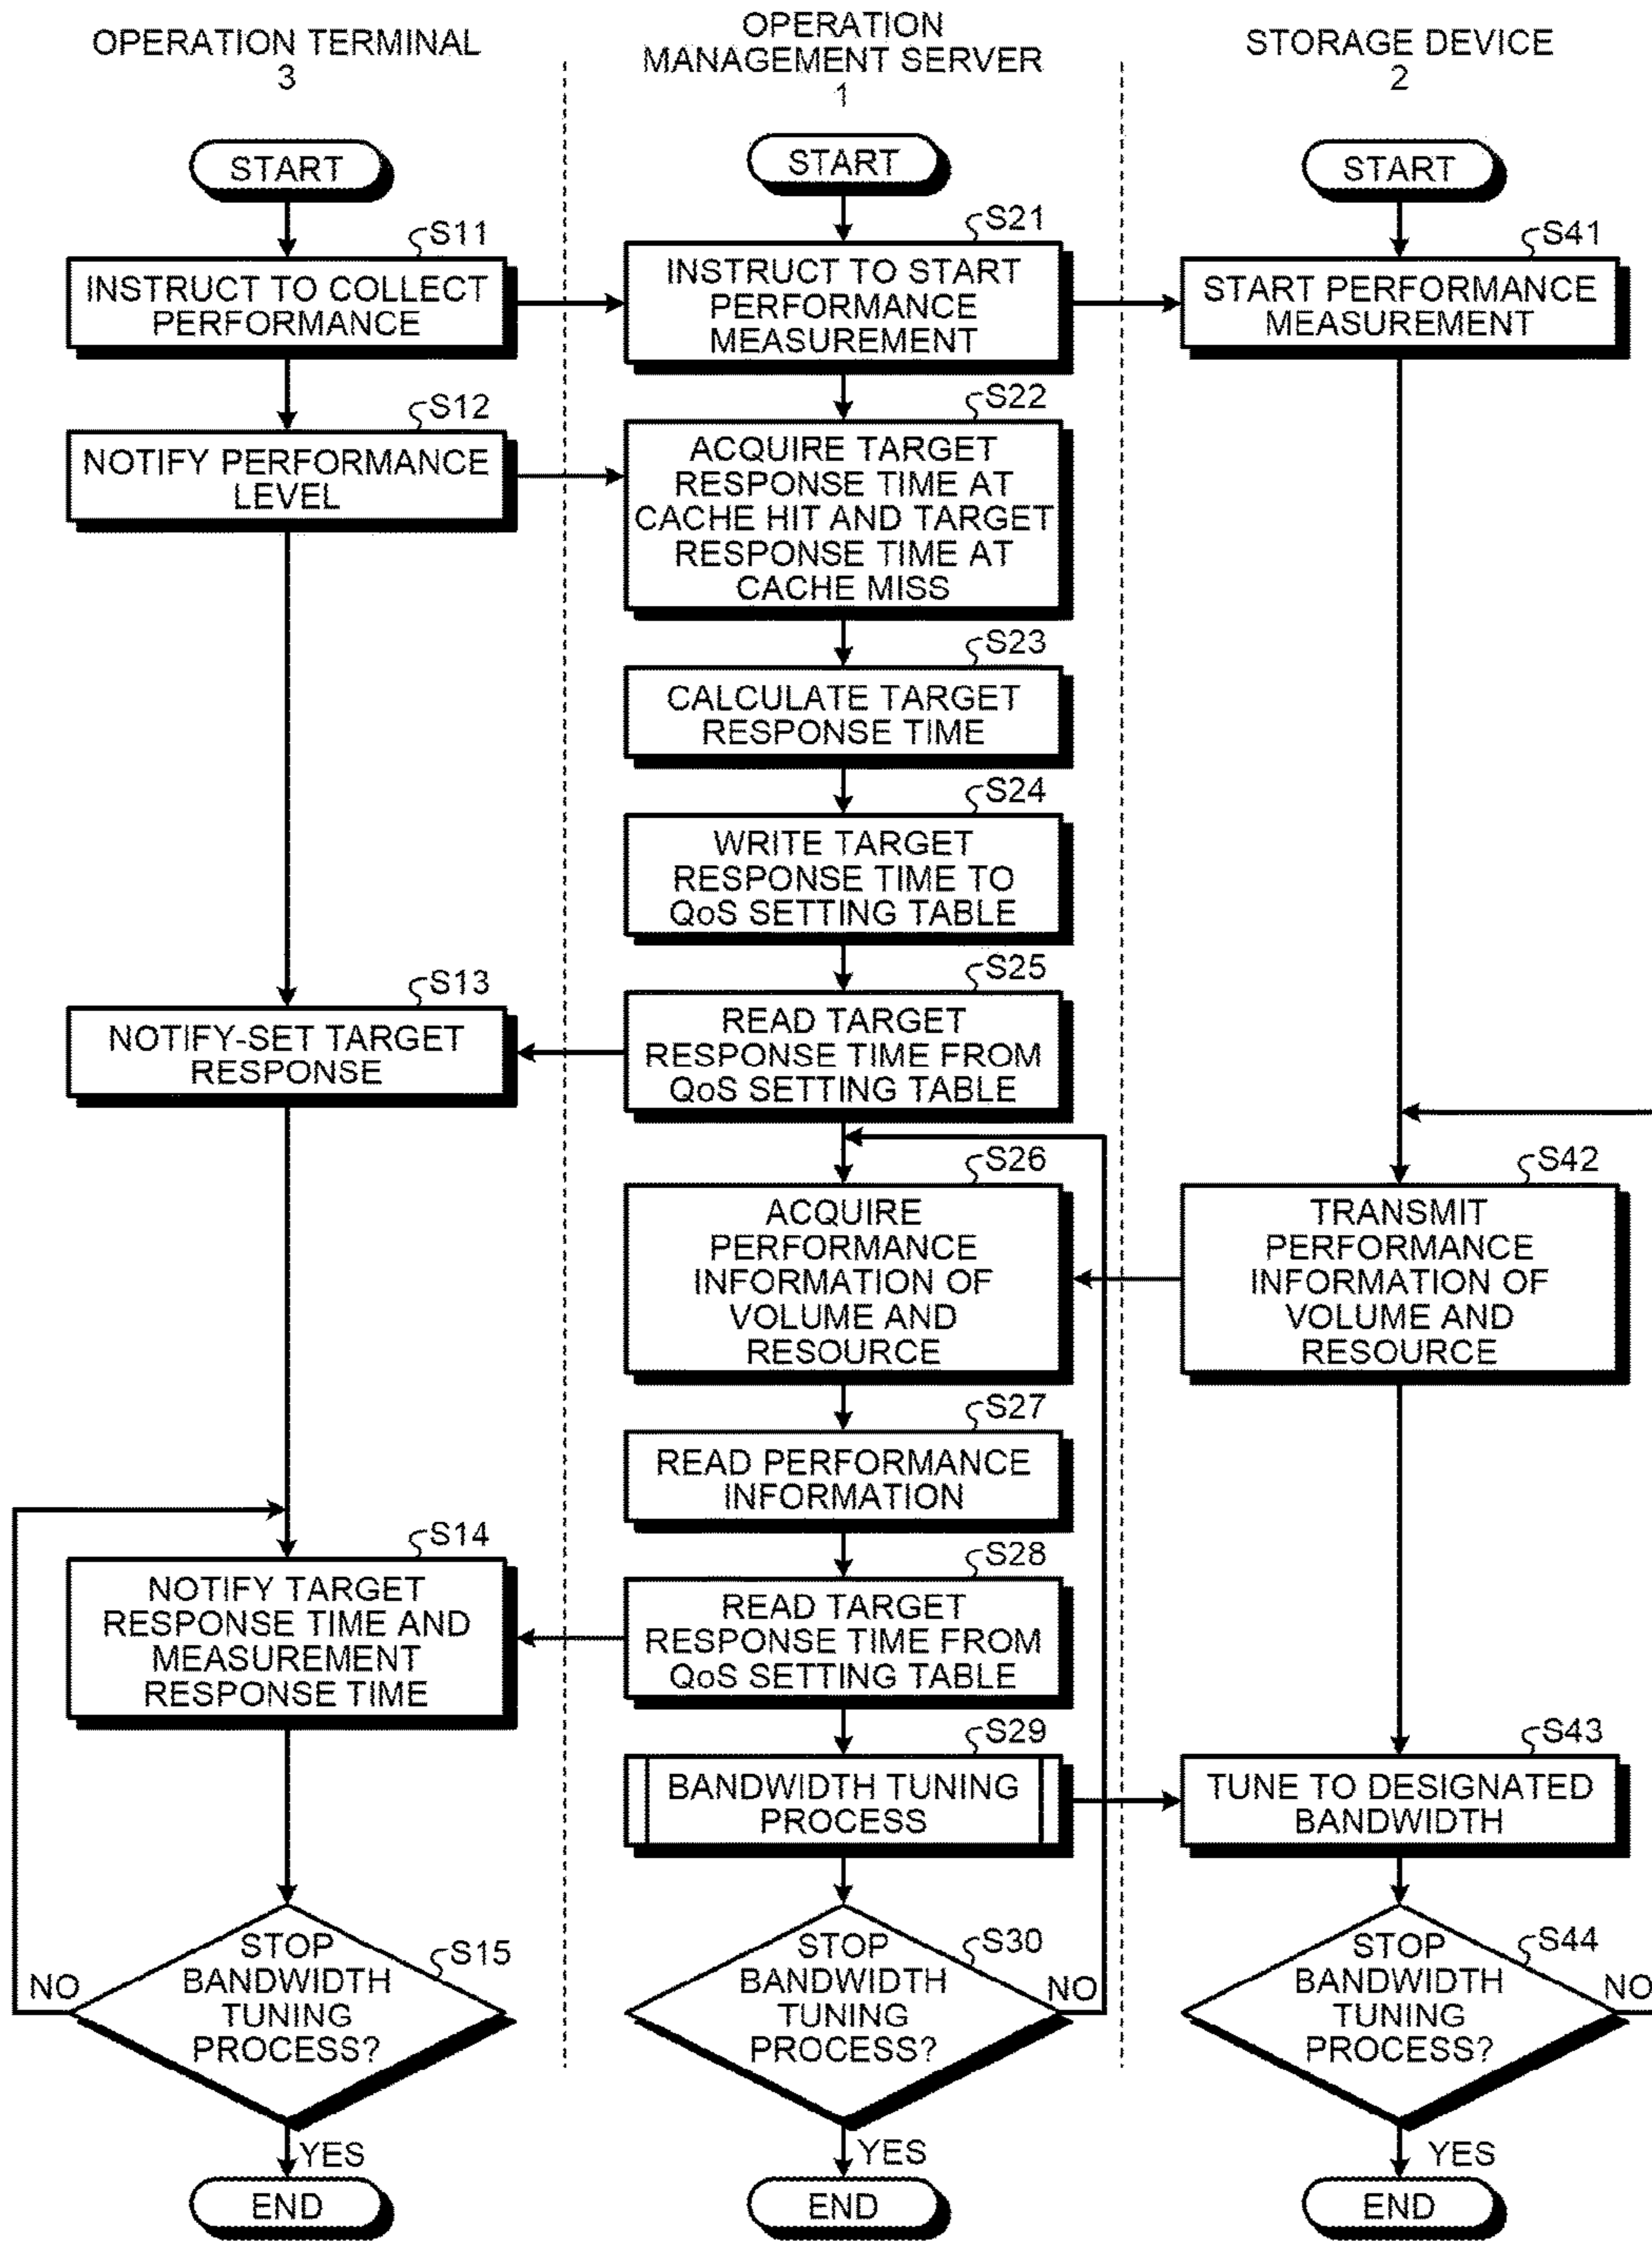 OPERATION TERMINAL
3
START
S11
INSTRUCT TO COLLECT
PERFORMANCE
S12
NOTIFY PERFORMANCE
LEVEL
S13
NOTIFY-SET TARGET
RESPONSE
S14
NOTIFY TARGET
RESPONSE TIME AND
MEASUREMENT
RESPONSE TIME
S15
STOP
BANDWIDTH
TUNING
PROCESS?
NO
YES
END
OPERATION
MANAGEMENT SERVER
1
START
S21
INSTRUCT TO START
PERFORMANCE
MEASUREMENT
S22
ACQUIRE TARGET
RESPONSE TIME AT
CACHE HIT AND TARGET
RESPONSE TIME AT
CACHE MISS
S23
CALCULATE TARGET
RESPONSE TIME
S24
WRITE TARGET
RESPONSE TIME TO
QoS SETTING TABLE
S25
READ TARGET
RESPONSE TIME FROM
QoS SETTING TABLE
S26
ACQUIRE
PERFORMANCE
INFORMATION OF
VOLUME AND
RESOURCE
S27
READ PERFORMANCE
INFORMATION
S28
READ TARGET
RESPONSE TIME FROM
QoS SETTING TABLE
S29
BANDWIDTH TUNING
PROCESS
S30
STOP
BANDWIDTH
TUNING
PROCESS?
NO
YES
END
STORAGE DEVICE
2
START
S41
START PERFORMANCE
MEASUREMENT
S42
TRANSMIT
PERFORMANCE
INFORMATION OF
VOLUME AND
RESOURCE
S43
TUNE TO DESIGNATED
BANDWIDTH
S44
STOP
BANDWIDTH
TUNING
PROCESS?
NO
YES
END